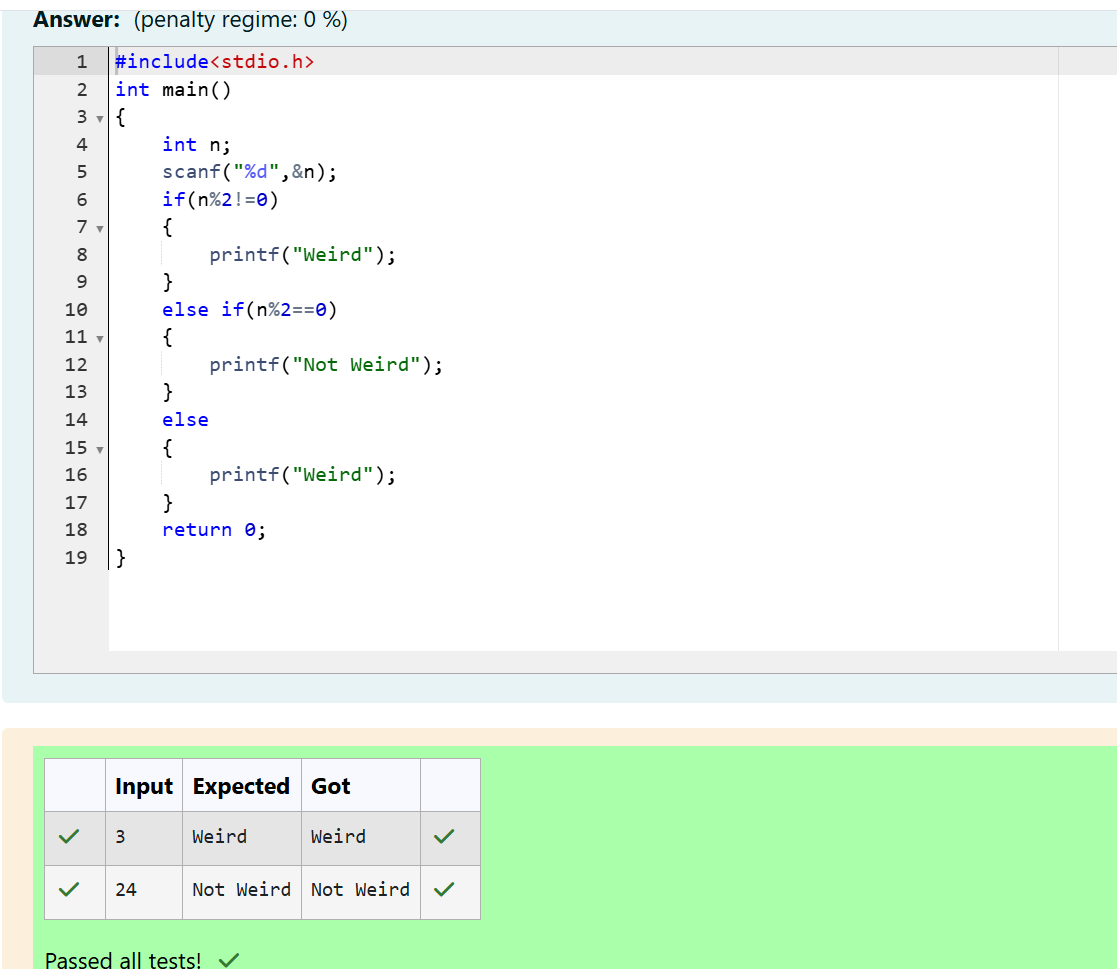 Answer: (penalty regime: 0 %)
1 #include<stdio.h>
2 int main()
3 {
4 int n;
5 scanf("%d",&n);
6 if(n%2!=0)
7 {
8 printf("Weird");
9 }
10 else if(n%2==0)
11 {
12 printf("Not Weird");
13 }
14 else
15 {
16 printf("Weird");
17 }
18 return 0;
19 }
Input Expected Got
3 Weird Weird
24 Not Weird Not Weird
Passed all tests!